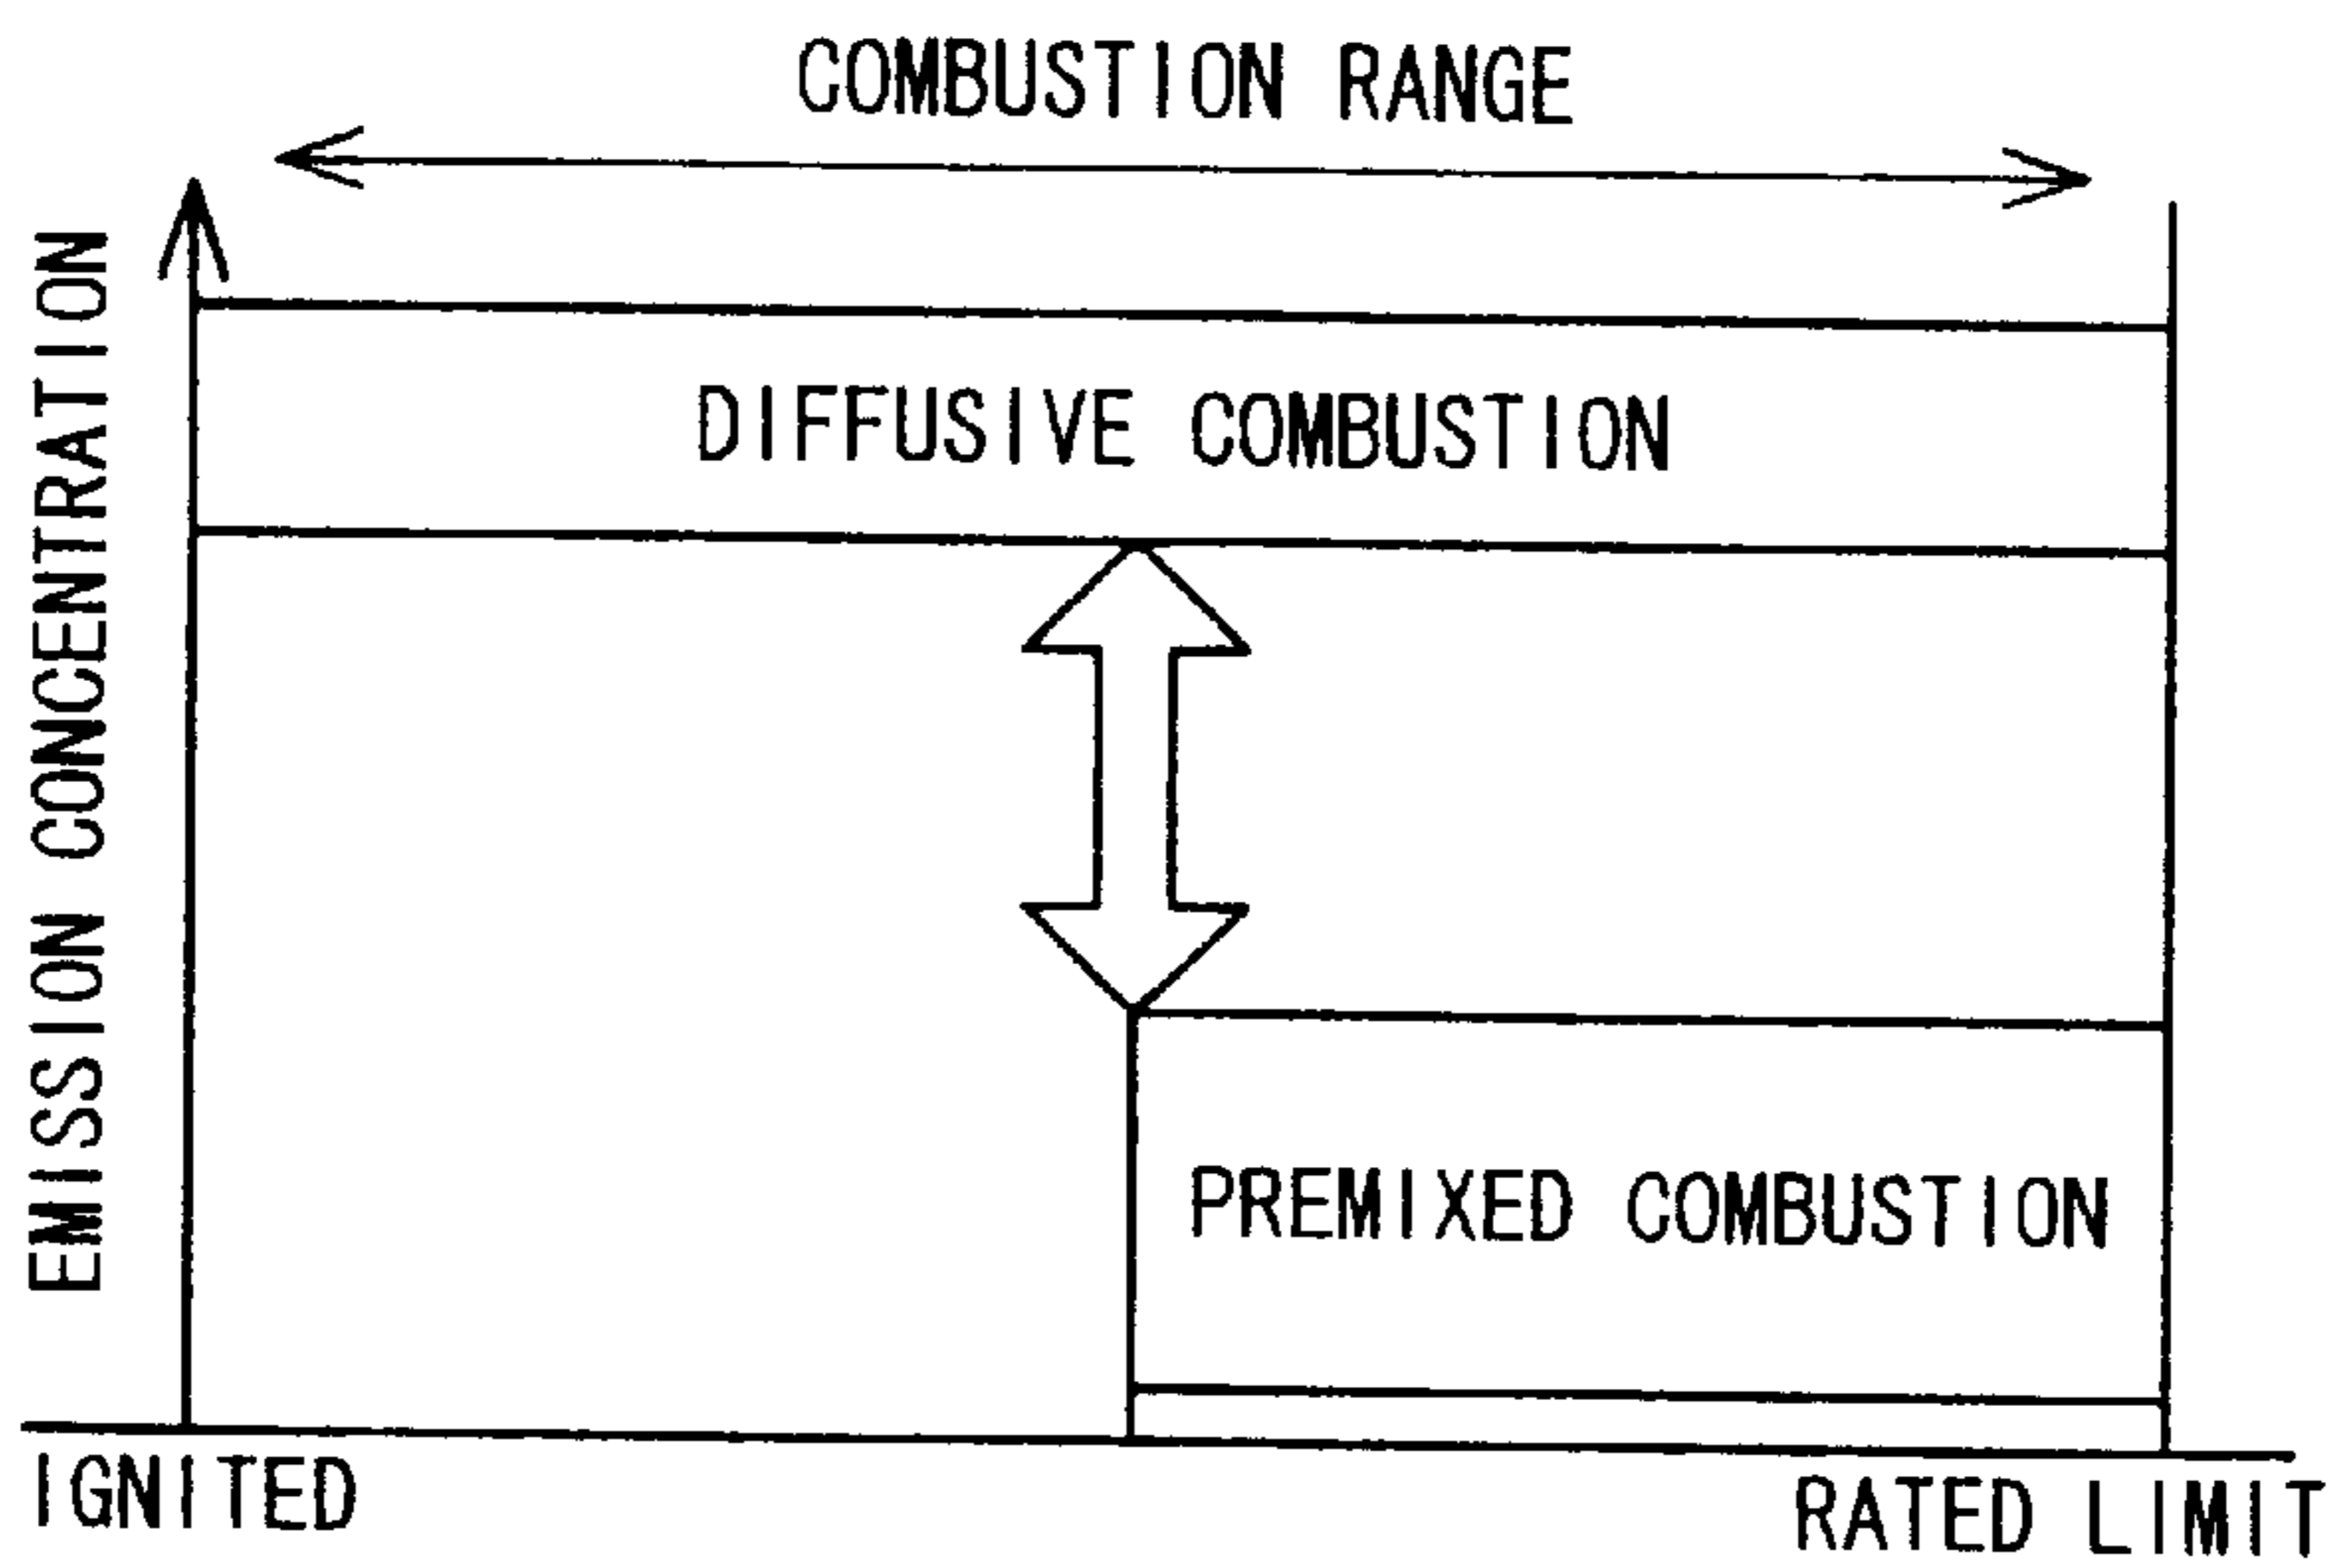 COMBUSTION RANGE
EMISSION CONCENTRATION
DIFFUSIVE COMBUSTION
PREMIXED COMBUSTION
IGNITED
RATED LIMIT